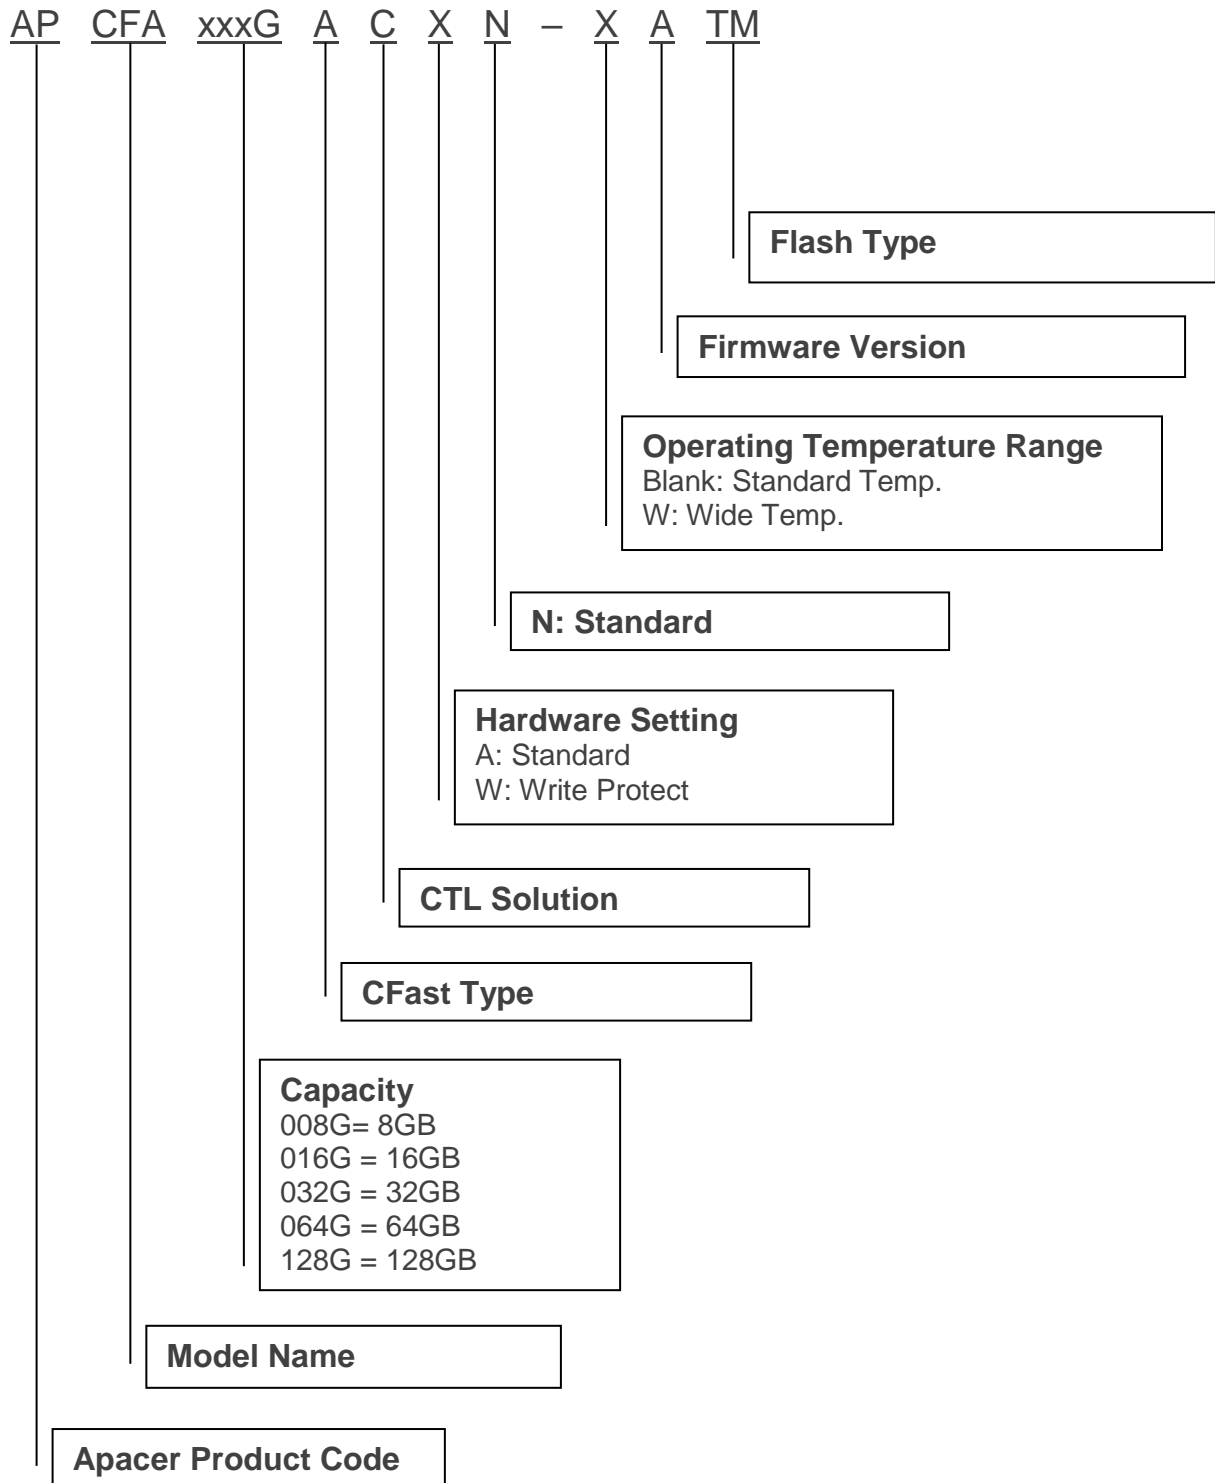 AP CFA xxxG A C X N – X A TM
Flash Type
Firmware Version
Operating Temperature Range
Blank: Standard Temp.
W: Wide Temp.
N: Standard
Hardware Setting
A: Standard
W: Write Protect
CTL Solution
CFast Type
Capacity
008G= 8GB
016G = 16GB
032G = 32GB
064G = 64GB
128G = 128GB
Model Name
Apacer Product Code